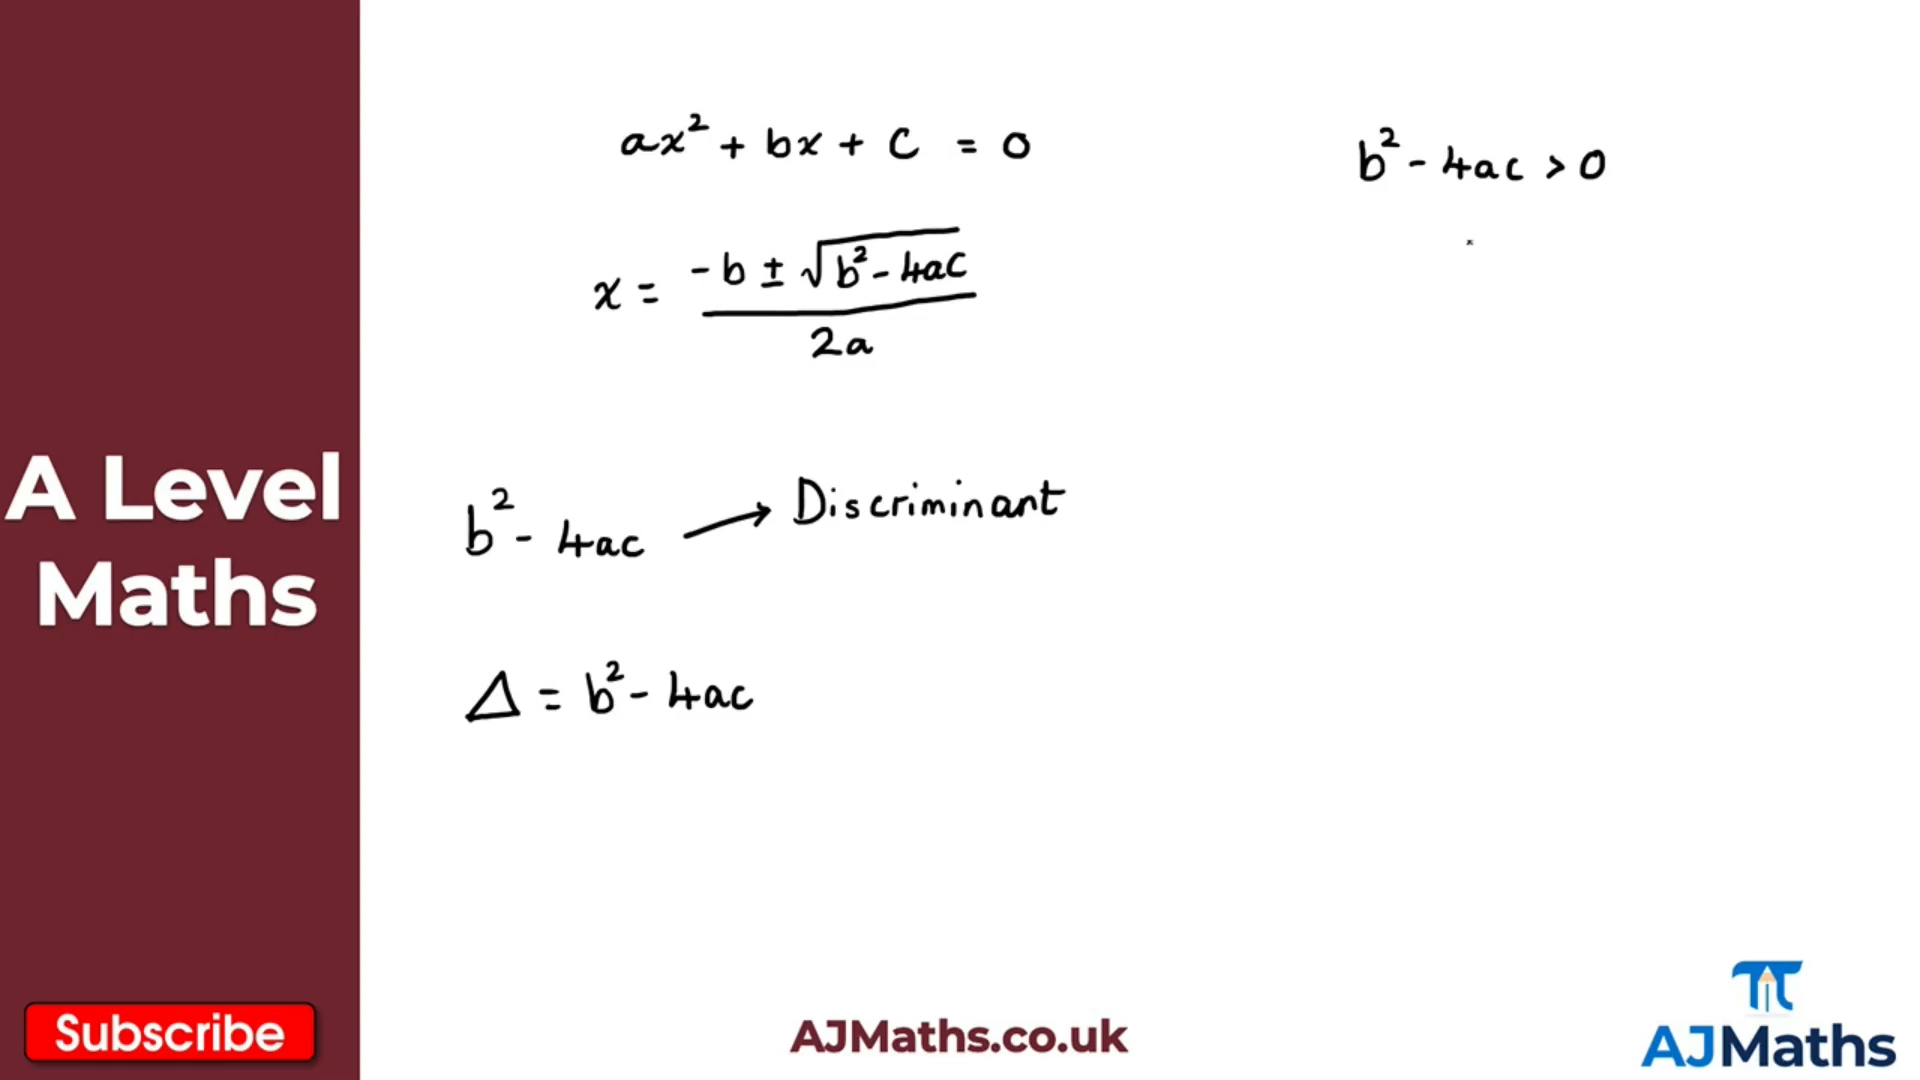 A Level
Maths
ax² + bx + c = 0
x = -b ± √b² - 4ac
2a
b² - 4ac → Discriminant
Δ = b² - 4ac
b² - 4ac > 0
Subscribe
AJMaths.co.uk
AJMaths